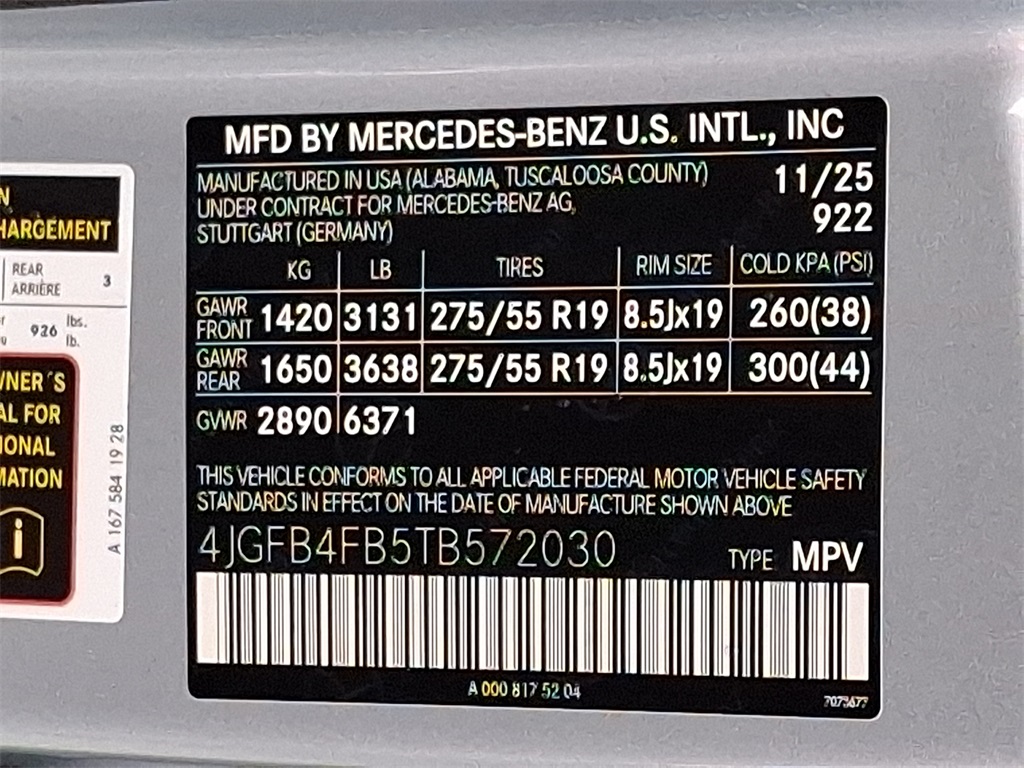 N
HARGEMENT
REAR
ARRIÈRE
3
926 lbs.
lb.
WNER´S
AL FOR
IONAL
MATION
i
A 167 584 19 28
MFD BY MERCEDES-BENZ U.S. INTL., INC
MANUFACTURED IN USA (ALABAMA, TUSCALOOSA COUNTY) 11/25
UNDER CONTRACT FOR MERCEDES-BENZ AG, 922
STUTTGART (GERMANY)
KG LB TIRES RIM SIZE COLD KPA (PSI)
GAWR FRONT 1420 3131 275/55 R19 8.5Jx19 260(38)
GAWR REAR 1650 3638 275/55 R19 8.5Jx19 300(44)
GVWR 2890 6371
THIS VEHICLE CONFORMS TO ALL APPLICABLE FEDERAL MOTOR VEHICLE SAFETY
STANDARDS IN EFFECT ON THE DATE OF MANUFACTURE SHOWN ABOVE
4JGFB4FB5TB572030 TYPE MPV
A 000 817 52 04